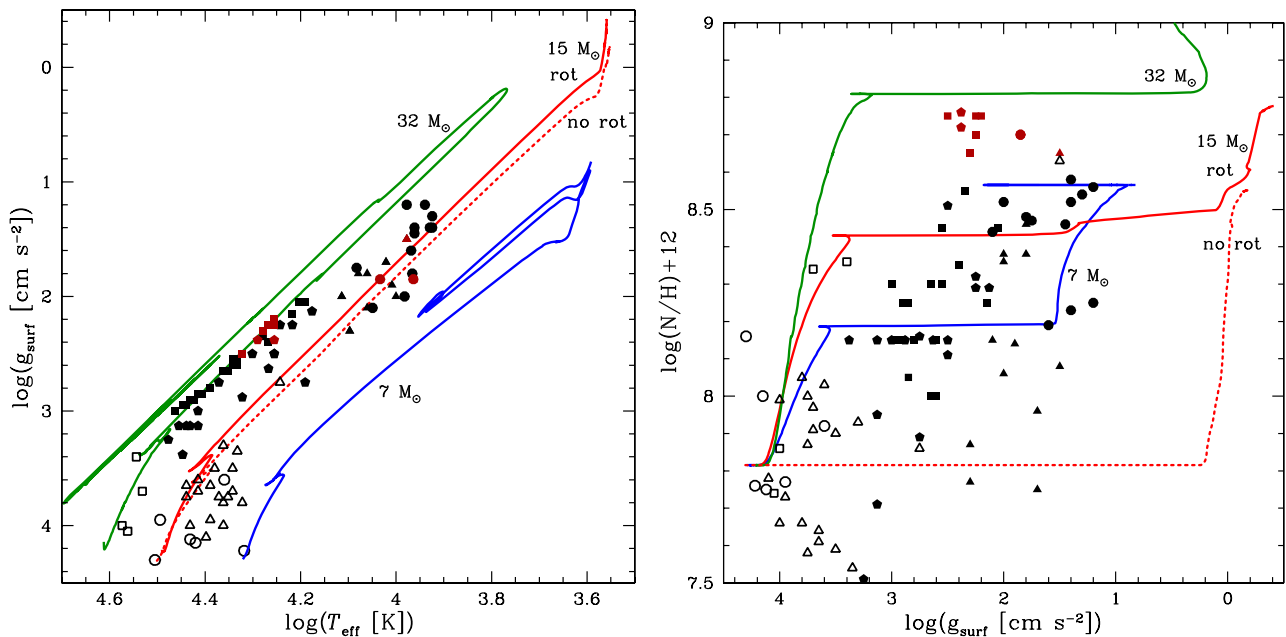 15 M⊙
rot
no rot
32 M⊙
7 M⊙
0
1
2
3
4
log(g_surf) [cm s⁻²]
4.6
4.4
4.2
4
3.8
3.6
log(T_eff [K])
9
8.5
8
7.5
log(N/H)+12
32 M⊙
15 M⊙
rot
no rot
7 M⊙
4
3
2
1
0
log(g_surf [cm s⁻²])